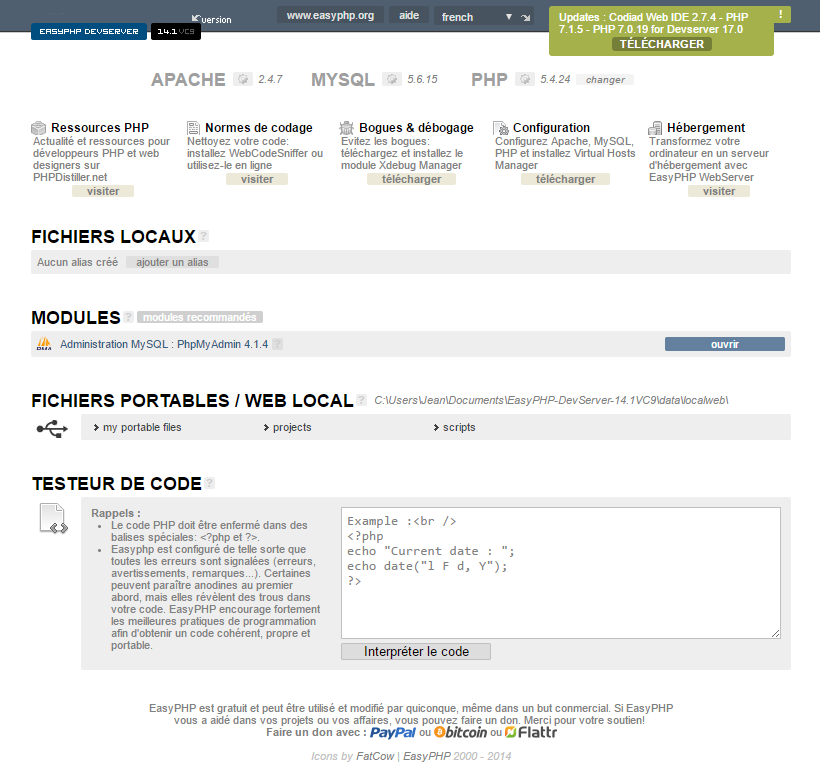 www.easyphp.org aide french
version
EASYPHP DEVSERVER 14.1VC9
Updates : Codiad Web IDE 2.7.4 - PHP 7.1.5 - PHP 7.0.19 for Devserver 17.0
TÉLÉCHARGER
!
APACHE 2.4.7 MYSQL 5.6.15 PHP 5.4.24 changer
Ressources PHP
Actualité et ressources pour
développeurs PHP et web
designers sur
PHPDistiller.net
visiter
Normes de codage
Nettoyez votre code:
installez WebCodeSniffer ou
utilisez-le en ligne
visiter
Bogues & débogage
Evitez les bogues:
téléchargez et installez le
module Xdebug Manager
télécharger
Configuration
Configurez Apache, MySQL,
PHP et installez Virtual Hosts
Manager
télécharger
Hébergement
Transformez votre
ordinateur en un serveur
d'hébergement avec
EasyPHP WebServer
visiter
FICHIERS LOCAUX ?
Aucun alias créé ajouter un alias
MODULES ? modules recommandés
PMA Administration MySQL : PhpMyAdmin 4.1.4 ? ouvrir
FICHIERS PORTABLES / WEB LOCAL ? C:\Users\Jean\Documents\EasyPHP-DevServer-14.1VC9\data\localweb\
my portable files projects scripts
TESTEUR DE CODE ?
Rappels :
• Le code PHP doit être enfermé dans des
balises spéciales: <?php et ?>.
• Easyphp est configuré de telle sorte que
toutes les erreurs sont signalées (erreurs,
avertissements, remarques...). Certaines
peuvent paraître anodines au premier
abord, mais elles révèlent des trous dans
votre code. EasyPHP encourage fortement
les meilleures pratiques de programmation
afin d'obtenir un code cohérent, propre et
portable.
Example :<br />
<?php
echo "Current date : ";
echo date("l F d, Y");
?>
Interpréter le code
EasyPHP est gratuit et peut être utilisé et modifié par quiconque, même dans un but conmercial. Si EasyPHP
vous a aidé dans vos projets ou vos affaires, vous pouvez faire un don. Merci pour votre soutien!
Faire un don avec : PayPal ou bitcoin ou Flattr
Icons by FatCow | EasyPHP 2000 - 2014